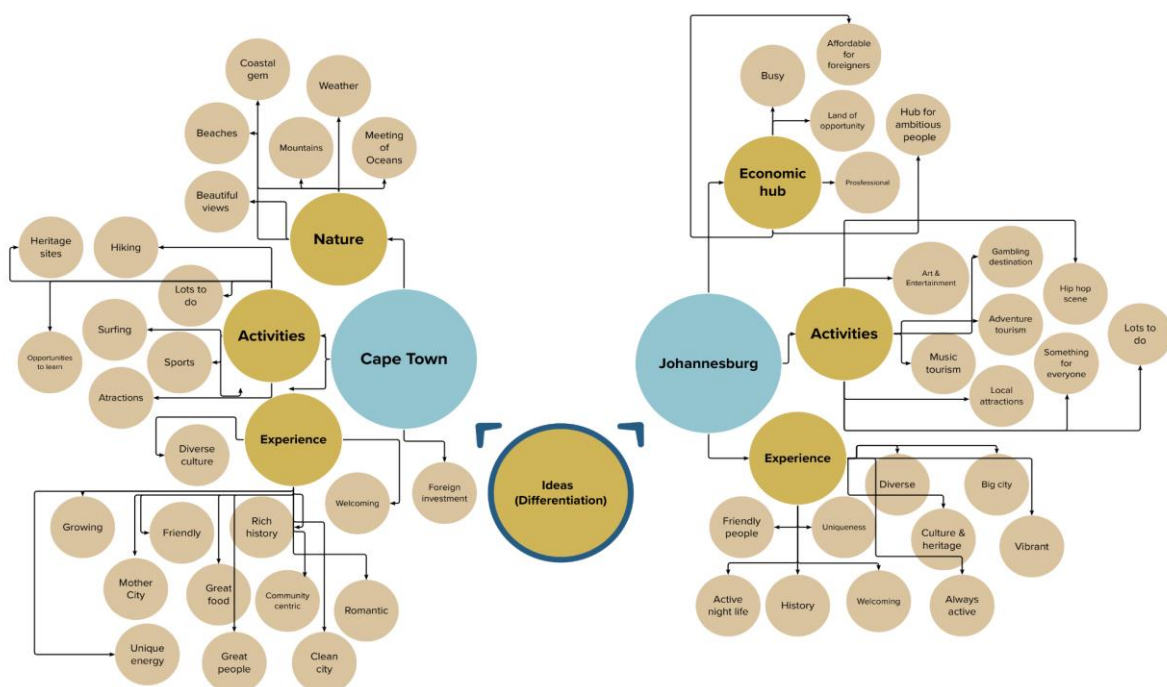 Coastal
gem
Weather
Beaches
Mountains
Meeting
of
Oceans
Beautiful
views
Nature
Heritage
sites
Hiking
Lots to
do
Surfing
Activities
Opportunities
to learn
Sports
Atractions
Cape Town
Experience
Diverse
culture
Welcoming
Foreign
investment
Growing
Friendly
Rich
history
Mother
City
Great
food
Community
centric
Romantic
Unique
energy
Great
people
Clean
city
Ideas
(Differentiation)
Affordable
for
foreigners
Busy
Land of
opportunity
Hub for
ambitious
people
Economic
hub
Prosfessional
Johannesburg
Activities
Art &
Entertainment
Gambling
destination
Hip hop
scene
Adventure
tourism
Music
tourism
Something
for
everyone
Lots to
do
Local
attractions
Experience
Diverse
Big city
Friendly
people
Uniqueness
Culture &
heritage
Vibrant
Active
night life
History
Welcoming
Always
active